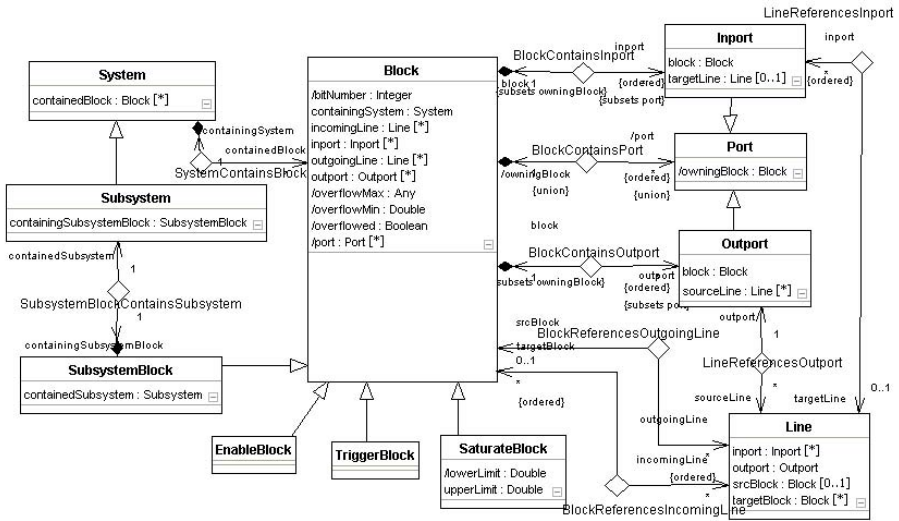 LineReferencesInport
System
containedBlock : Block [*]
Block
/bitNumber : Integer
containingSystem : System
incomingLine : Line [*]
inport : Inport [*]
outgoingLine : Line [*]
outport : Outport [*]
/overflowMax : Any
/overflowMin : Double
/overflowed : Boolean
/port : Port [*]
BlockContainsInport
inport
block 1
{subsets owningBlock}
{ordered}
*
{subsets port}
Inport
block : Block
targetLine : Line [0..1]
inport
*
{ordered}
containingSystem
1
containedBlock
*
SystemContainsBlock
/port
BlockContainsPort
/owningBlock
1
{union}
*
{ordered}
{union}
Port
/owningBlock : Block
Subsystem
containingSubsystemBlock : SubsystemBlock
containedSubsystem
1
SubsystemBlockContainsSubsystem
1
containingSubsystemBlock
block
BlockContainsOutport
1
subsets owningBlock}
outport
*
{ordered}
{subsets port}
Outport
block : Block
sourceLine : Line [*]
outport
1
LineReferencesOutport
*
sourceLine
targetLine
0..1
srcBlock
BlockReferencesOutgoingLine
targetBlock
0..1
*
{ordered}
outgoingLine
*
incomingLine
{ordered}
*
BlockReferencesIncomingLine
SubsystemBlock
containedSubsystem : Subsystem
EnableBlock
TriggerBlock
SaturateBlock
/lowerLimit : Double
upperLimit : Double
Line
inport : Inport [*]
outport : Outport
srcBlock : Block [0..1]
targetBlock : Block [*]